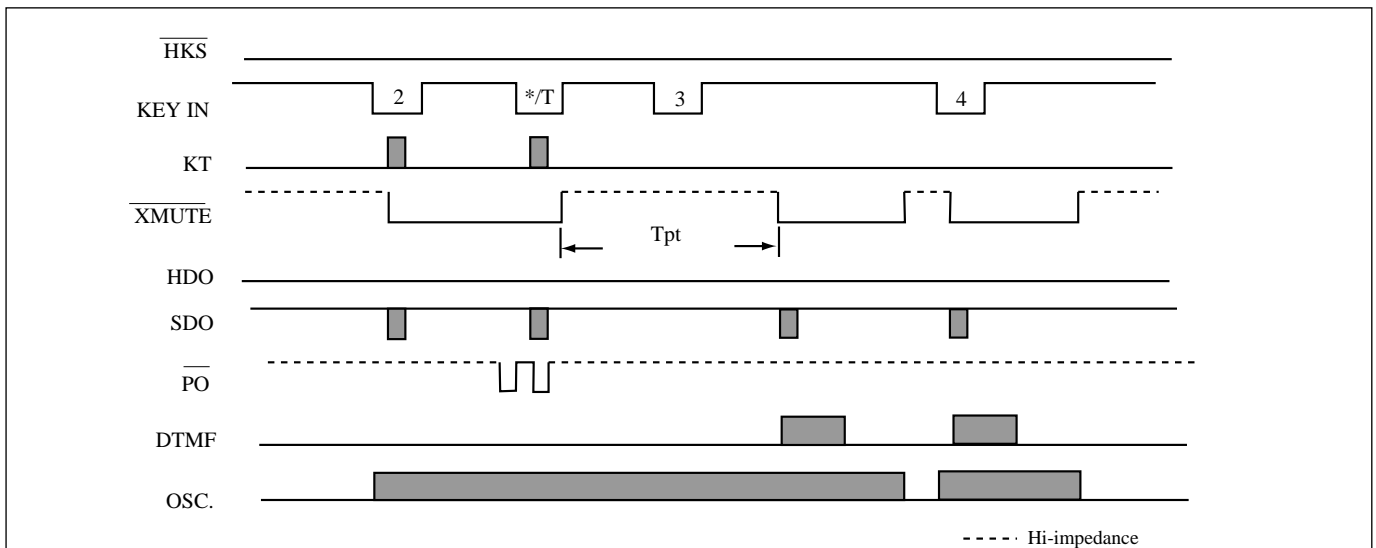 HKS
KEY IN 2 */T 3 4
KT
XMUTE
Tpt
HDO
SDO
PO
DTMF
OSC.
Hi-impedance